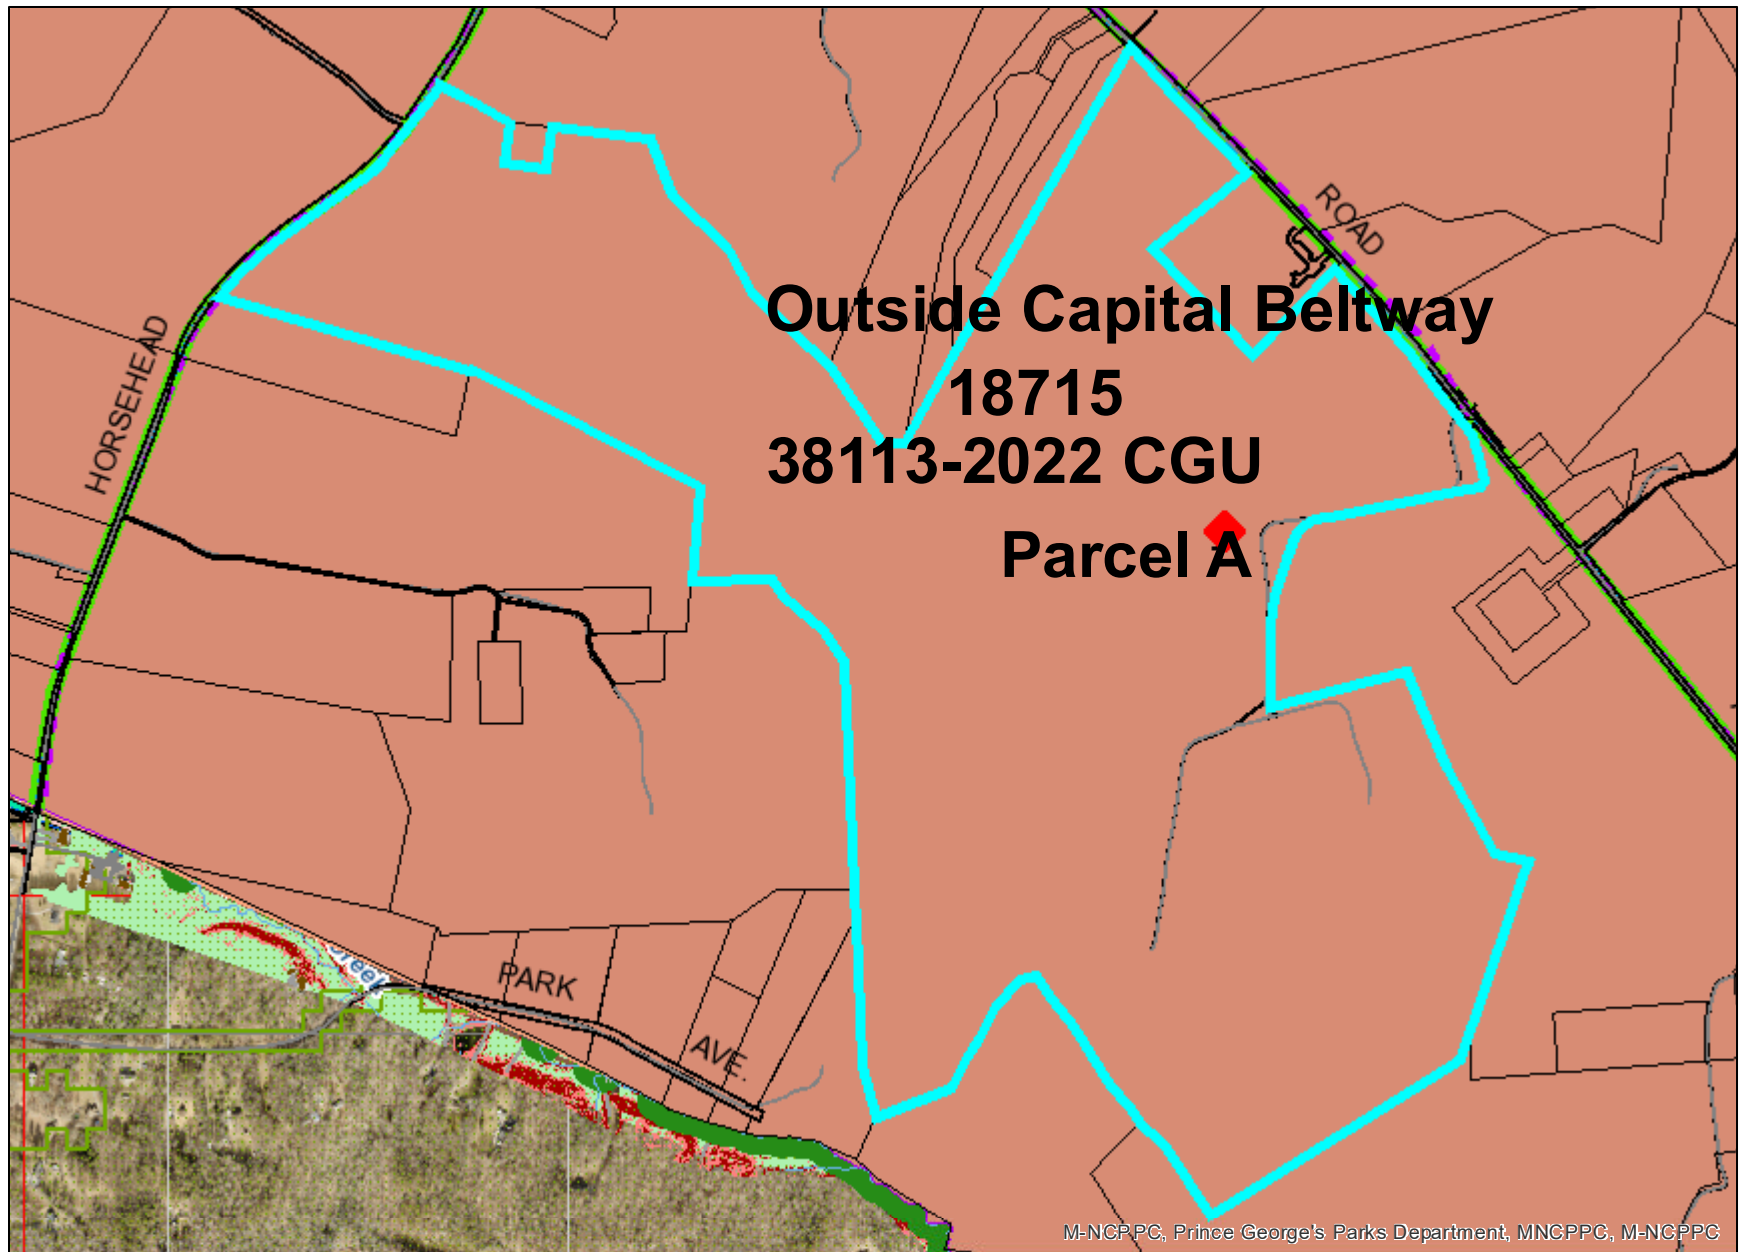 ROAD
Outside Capital Beltway
HORSEHEAD
18715
38113-2022 CGU
Parcel A
Creek
PARK
AVE.
M-NCPPC, Prince George's Parks Department, MNCPPC, M-NCPPC